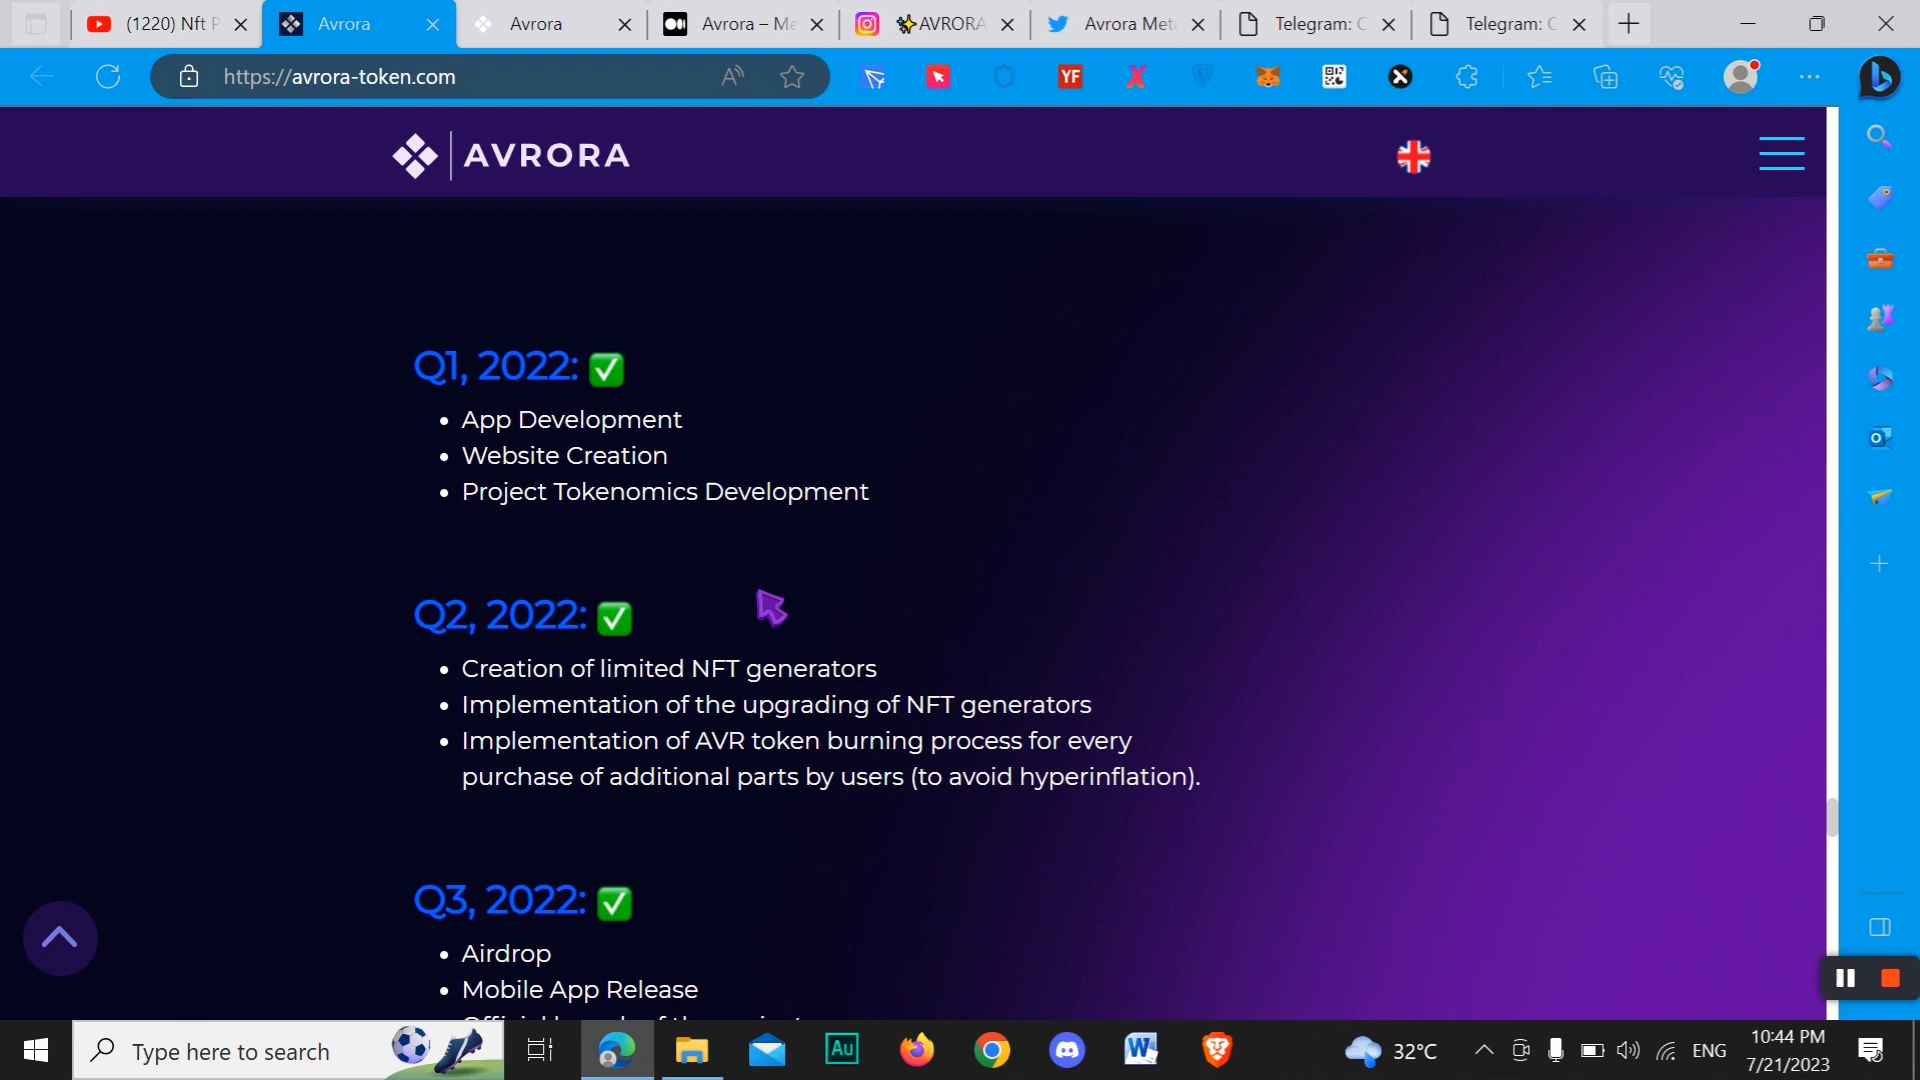 (1220) Nft P
Avrora
Avrora
Avrora – Me
✨AVRORA
Avrora Meta
Telegram: C
Telegram: C
https://avrora-token.com
YF
AVRORA
Q1, 2022: ✅
• App Development
• Website Creation
• Project Tokenomics Development
Q2, 2022: ✅
• Creation of limited NFT generators
• Implementation of the upgrading of NFT generators
• Implementation of AVR token burning process for every
purchase of additional parts by users (to avoid hyperinflation).
Q3, 2022: ✅
• Airdrop
• Mobile App Release
Type here to search
Au
W
32°C
ENG
10:44 PM
7/21/2023